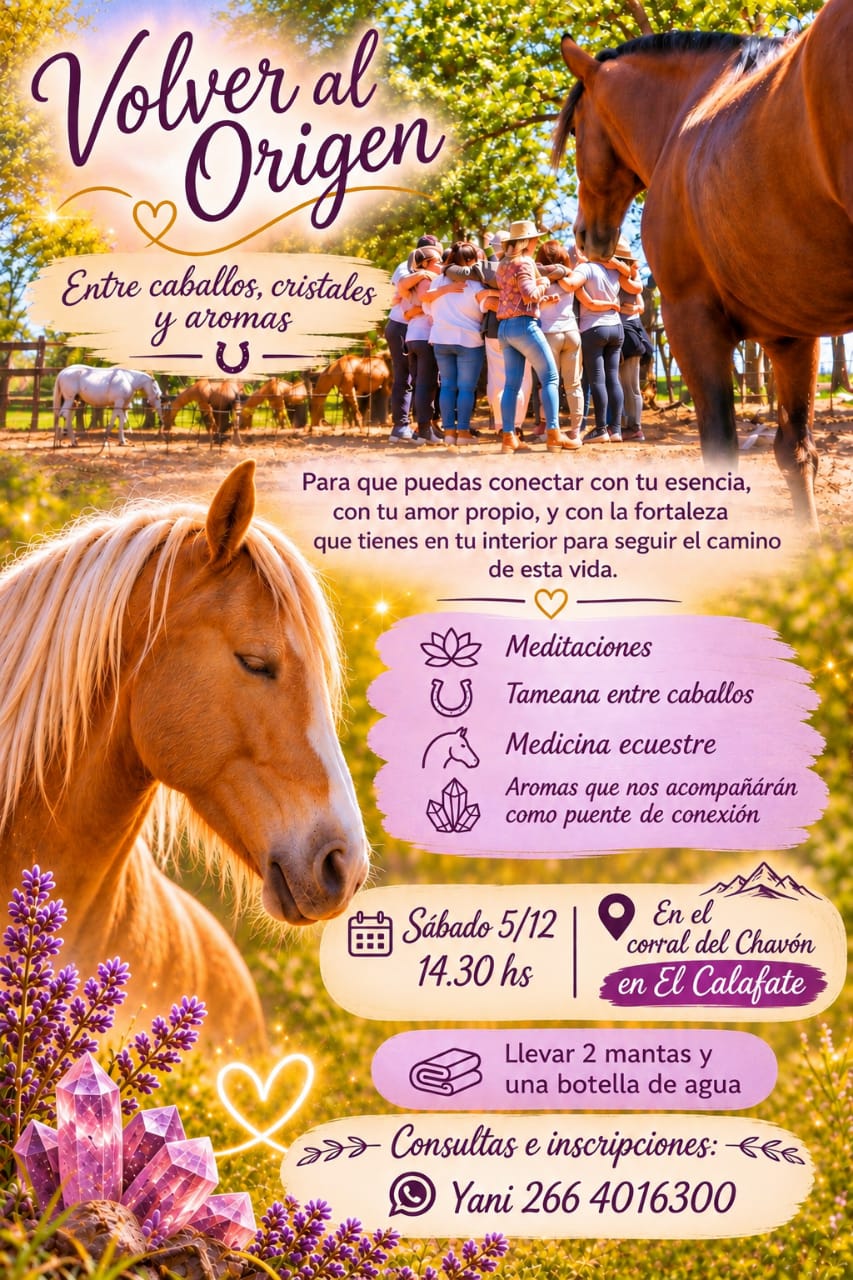 Volver al
Origen
Entre caballos, cristales
y aromas
Para que puedas conectar con tu esencia,
con tu amor propio, y con la fortaleza
que tienes en tu interior para seguir el camino
de esta vida.
Meditaciones
Tameana entre caballos
Medicina ecuestre
Aromas que nos acompáñárán
como puente de conexión
Sábado 5/12
14.30 hs
En el
corral del Chavón
en El Calafate
Llevar 2 mantas y
una botella de agua
Consultas e inscripciones:
Yani 266 4016300